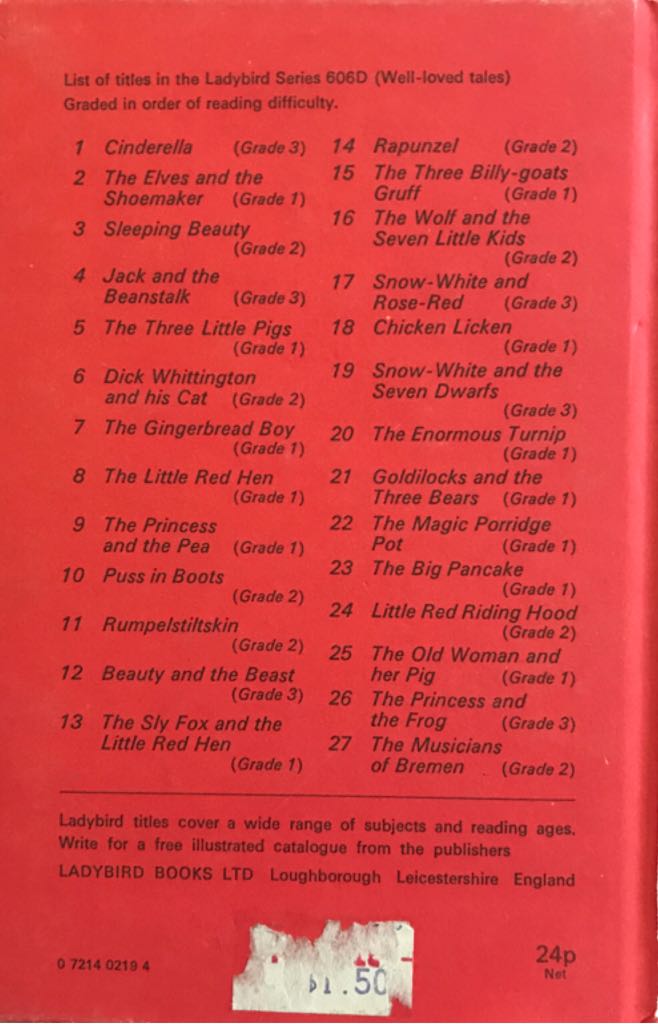 List of titles in the Ladybird Series 606D (Well-loved tales)
Graded in order of reading difficulty.
1 Cinderella (Grade 3)
2 The Elves and the
Shoemaker (Grade 1)
3 Sleeping Beauty
(Grade 2)
4 Jack and the
Beanstalk (Grade 3)
5 The Three Little Pigs
(Grade 1)
6 Dick Whittington
and his Cat (Grade 2)
7 The Gingerbread Boy
(Grade 1)
8 The Little Red Hen
(Grade 1)
9 The Princess
and the Pea (Grade 1)
10 Puss in Boots
(Grade 2)
11 Rumpelstiltskin
(Grade 2)
12 Beauty and the Beast
(Grade 3)
13 The Sly Fox and the
Little Red Hen
(Grade 1)
14 Rapunzel (Grade 2)
15 The Three Billy-goats
Gruff (Grade 1)
16 The Wolf and the
Seven Little Kids
(Grade 2)
17 Snow-White and
Rose-Red (Grade 3)
18 Chicken Licken
(Grade 1)
19 Snow-White and the
Seven Dwarfs
(Grade 3)
20 The Enormous Turnip
(Grade 1)
21 Goldilocks and the
Three Bears (Grade 1)
22 The Magic Porridge
Pot (Grade 1)
23 The Big Pancake
(Grade 1)
24 Little Red Riding Hood
(Grade 2)
25 The Old Woman and
her Pig (Grade 1)
26 The Princess and
the Frog (Grade 3)
27 The Musicians
of Bremen (Grade 2)
Ladybird titles cover a wide range of subjects and reading ages.
Write for a free illustrated catalogue from the publishers
LADYBIRD BOOKS LTD Loughborough Leicestershire England
0 7214 0219 4
$1.50
24p
Net